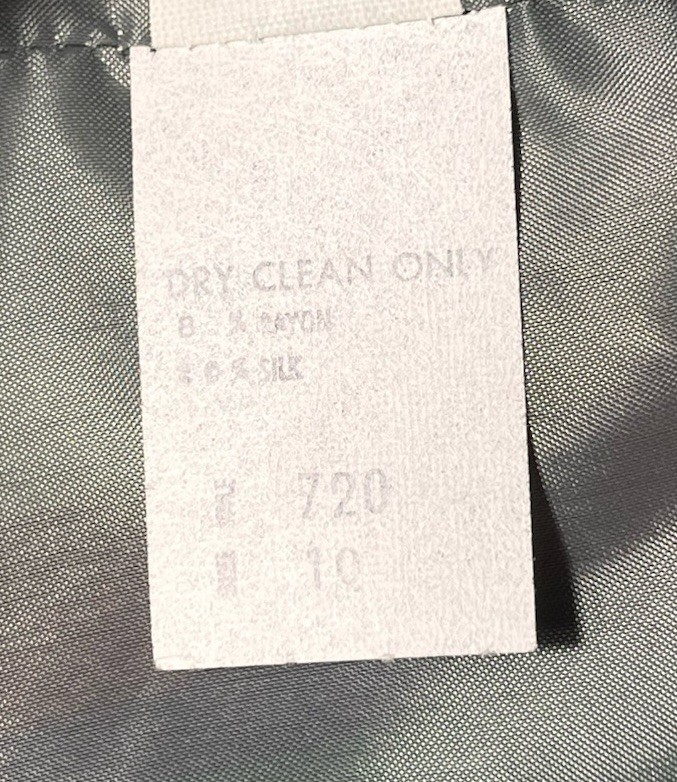 DRY CLEAN ONLY
% RAYON
% SILK
720
10